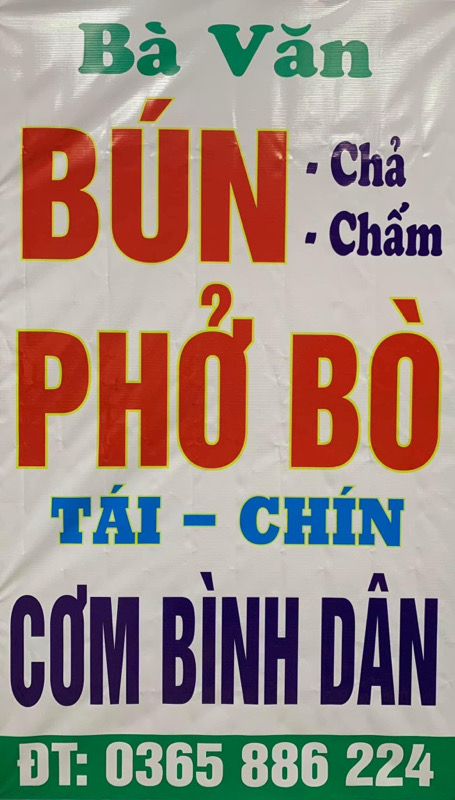 Bà Văn
BÚN
- Chả
- Chấm
PHỞ BÒ
TÁI - CHÍN
CƠM BÌNH DÂN
ĐT: 0365 886 224